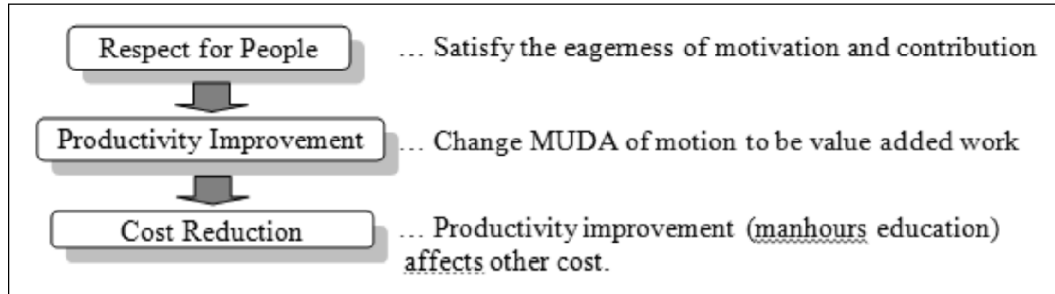 Respect for People … Satisfy the eagerness of motivation and contribution
Productivity Improvement … Change MUDA of motion to be value added work
Cost Reduction … Productivity improvement (manhours education)
affects other cost.